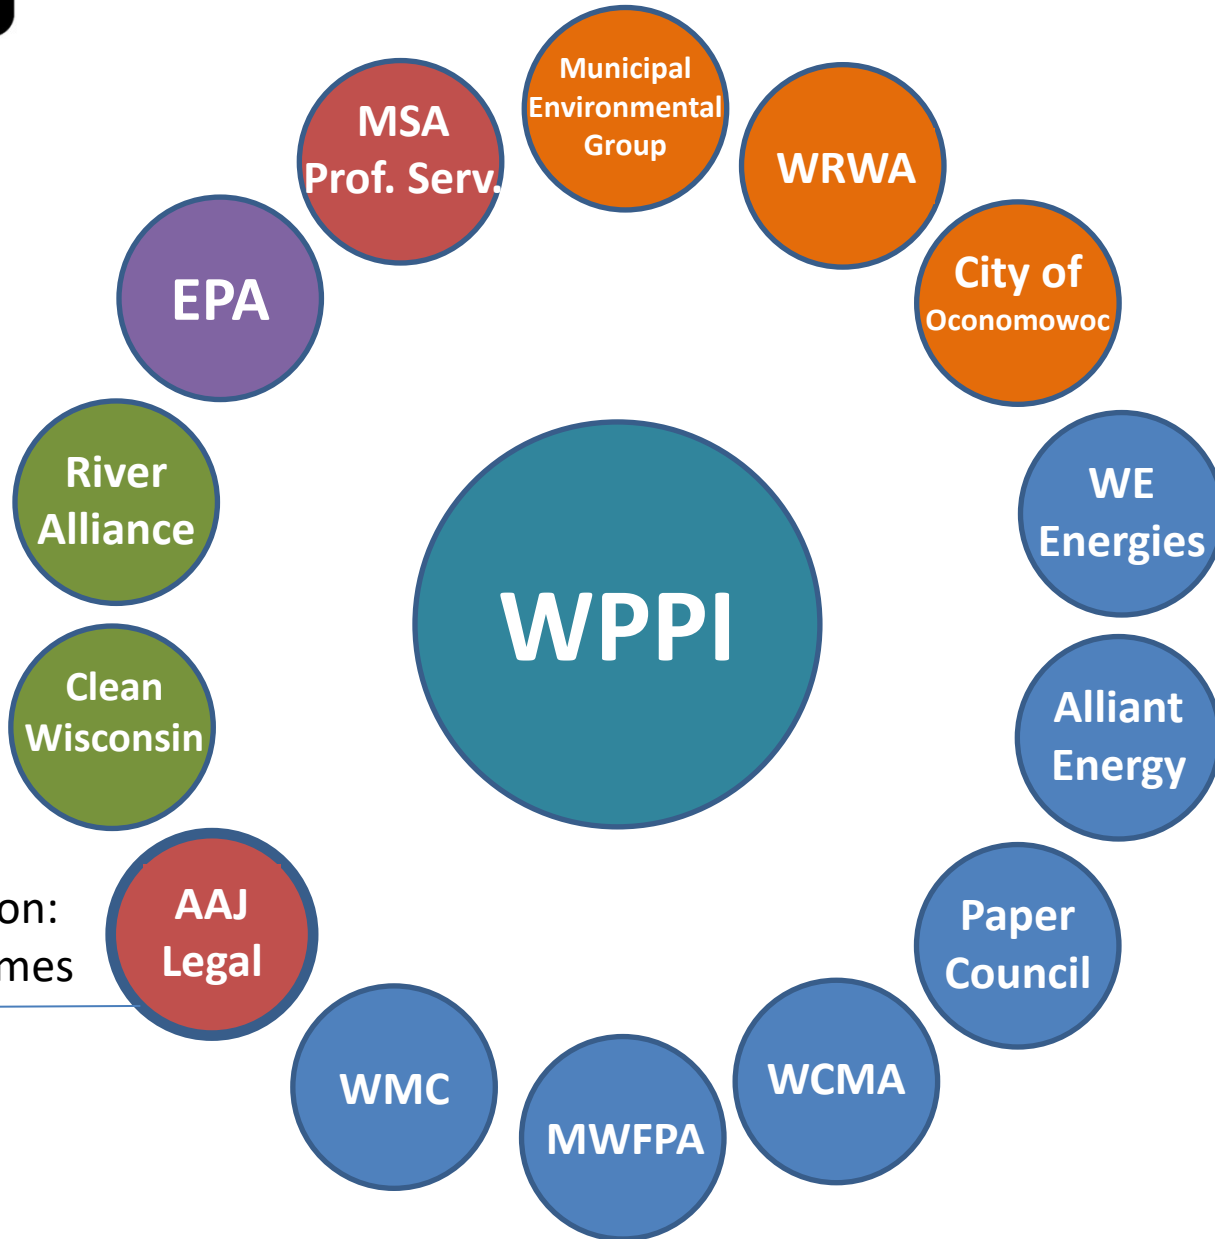 Municipal
Environmental
Group
MSA
Prof. Serv.
WRWA
EPA
City of
Oconomowoc
River
Alliance
WE
Energies
WPPI
Clean
Wisconsin
Alliant
Energy
on:
mes
AAJ
Legal
Paper
Council
WMC
WCMA
MWFPA